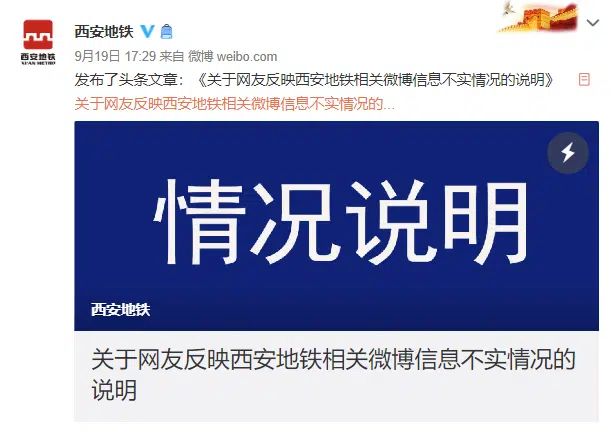 西安地铁
XI'AN METRO
西安地铁
9月19日 17:29 来自 微博 weibo.com
发布了头条文章：《关于网友反映西安地铁相关微博信息不实情况的说明》
关于网友反映西安地铁相关微博信息不实情况的...
情况说明
西安地铁
关于网友反映西安地铁相关微博信息不实情况的
说明